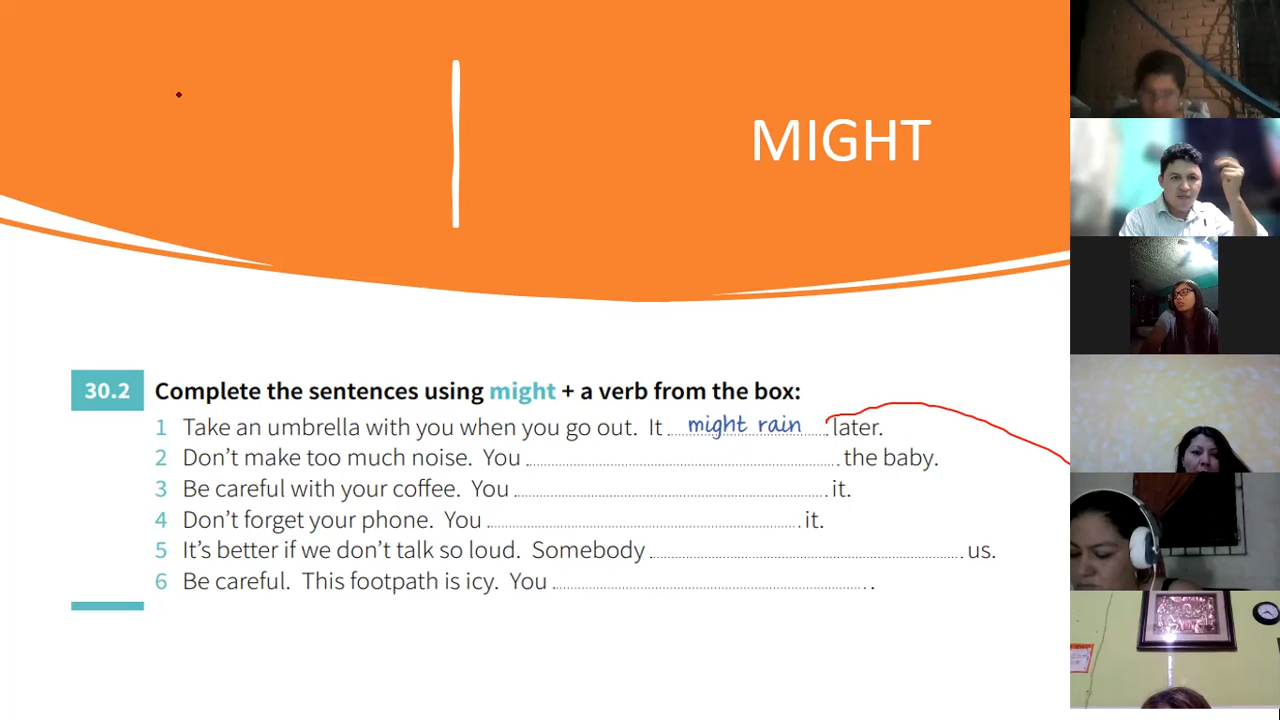 MIGHT
30.2 Complete the sentences using might + a verb from the box:
1 Take an umbrella with you when you go out. It might rain later.
2 Don't make too much noise. You ........ the baby.
3 Be careful with your coffee. You ........ it.
4 Don't forget your phone. You ........ it.
5 It's better if we don't talk so loud. Somebody ........ us.
6 Be careful. This footpath is icy. You ........ .